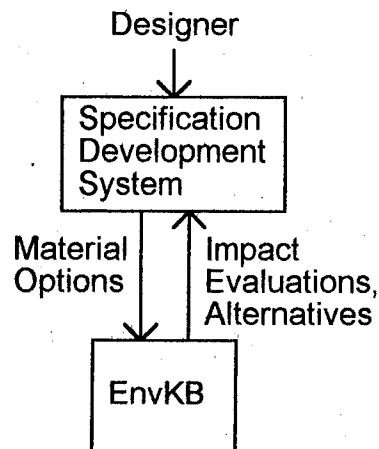 Designer
Specification
Development
System
Material
Options
Impact
Evaluations,
Alternatives
EnvKB